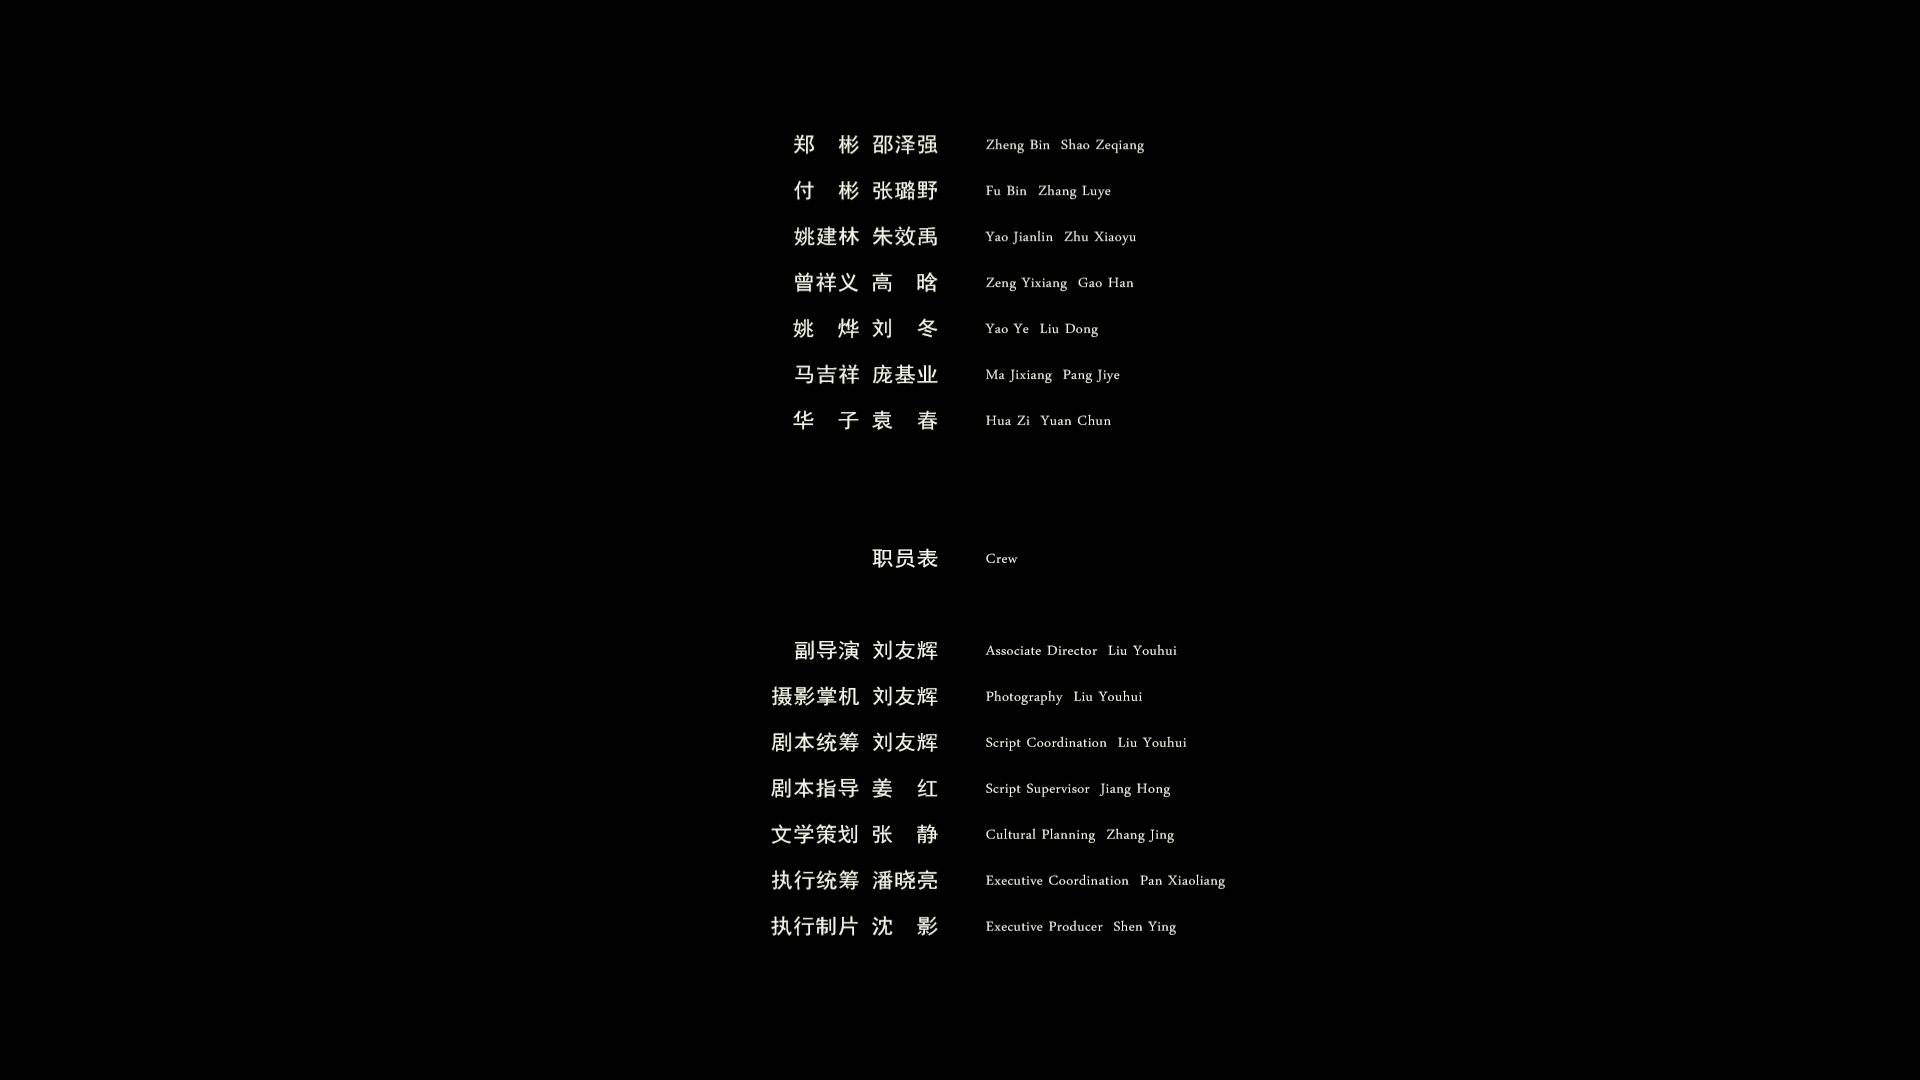 郑　彬 邵泽强 Zheng Bin Shao Zeqiang
付　彬 张璐野 Fu Bin Zhang Luye
姚建林 朱效禹 Yao Jianlin Zhu Xiaoyu
曾祥义 高　晗 Zeng Yixiang Gao Han
姚　烨 刘　冬 Yao Ye Liu Dong
马吉祥 庞基业 Ma Jixiang Pang Jiye
华　子 袁　春 Hua Zi Yuan Chun
职员表 Crew
副导演 刘友辉 Associate Director Liu Youhui
摄影掌机 刘友辉 Photography Liu Youhui
剧本统筹 刘友辉 Script Coordination Liu Youhui
剧本指导 姜　红 Script Supervisor Jiang Hong
文学策划 张　静 Cultural Planning Zhang Jing
执行统筹 潘晓亮 Executive Coordination Pan Xiaoliang
执行制片 沈　影 Executive Producer Shen Ying